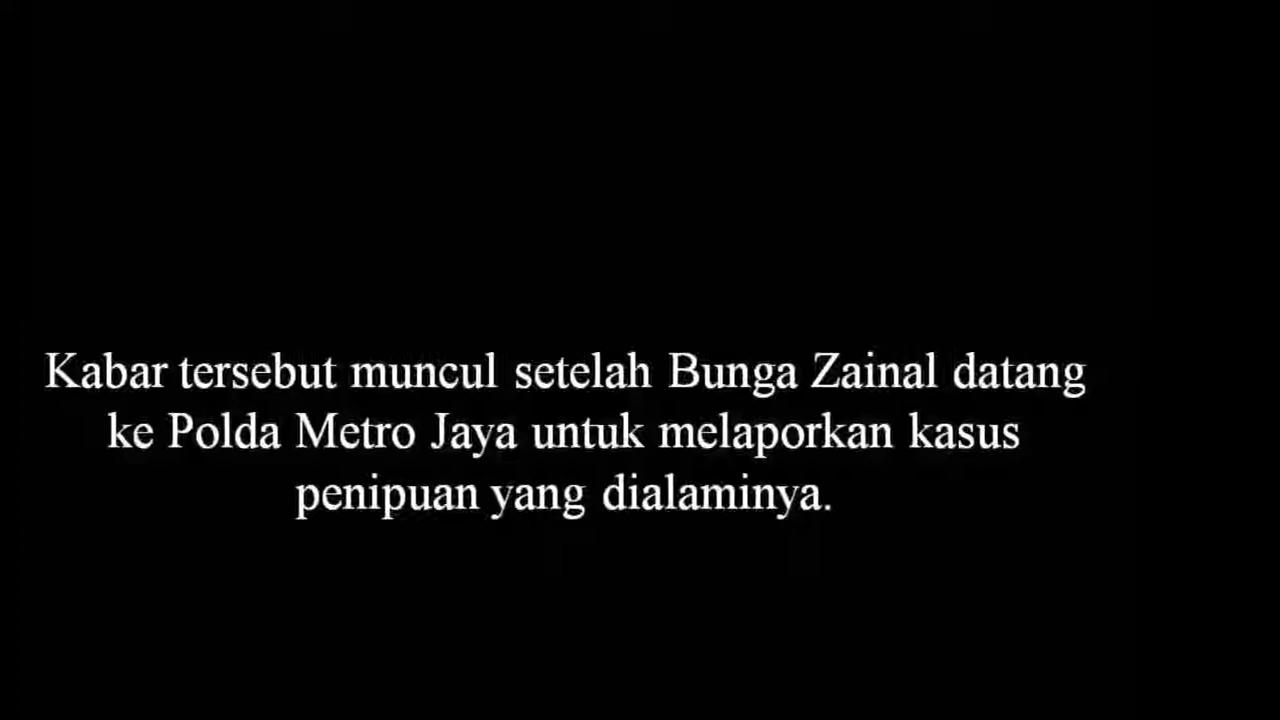 Kabar tersebut muncul setelah Bunga Zainal datang
ke Polda Metro Jaya untuk melaporkan kasus
penipuan yang dialaminya.